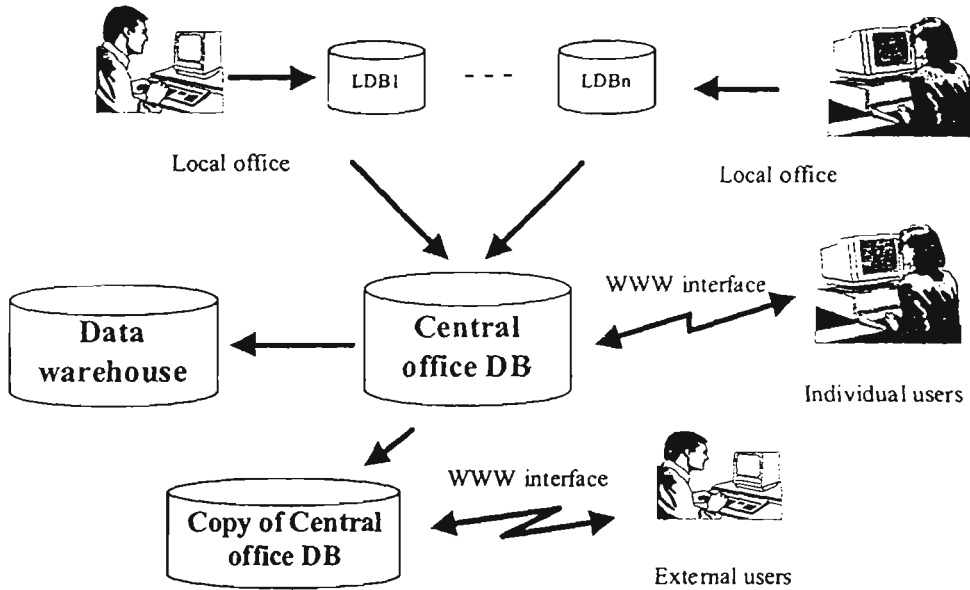 LDB1
LDBn
Local office
Local office
WWW interface
Central
office DB
Data
warehouse
Individual users
WWW interface
Copy of Central
office DB
External users